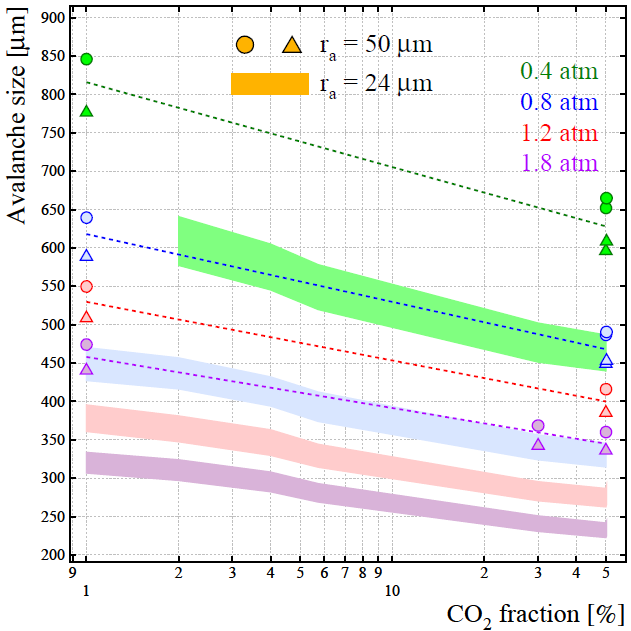 Avalanche size [μm]
900
850
800
750
700
650
600
550
500
450
400
350
300
250
200
r_a = 50 μm
r_a = 24 μm
0.4 atm
0.8 atm
1.2 atm
1.8 atm
9 2 3 4 5 6 7 8 9 2 3 4 5
1 10
CO₂ fraction [%]